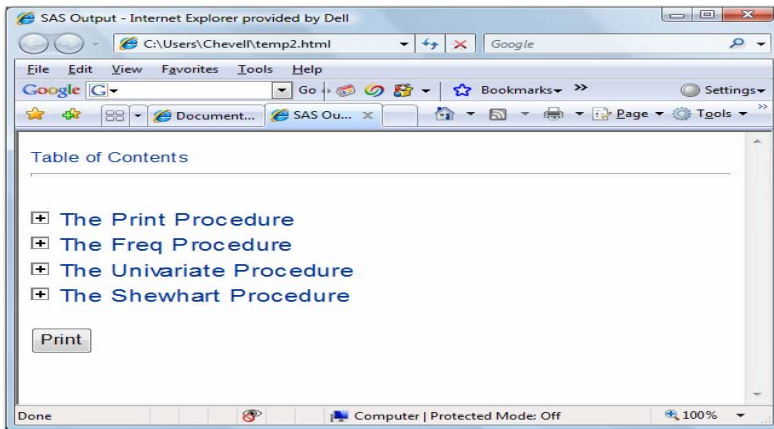 SAS Output - Internet Explorer provided by Dell
C:\Users\Chevell\temp2.html
Google
File Edit View Favorites Tools Help
Google G Go Bookmarks Settings
Document... SAS Ou... Page Tools
Table of Contents
The Print Procedure
The Freq Procedure
The Univariate Procedure
The Shewhart Procedure
Print
Done Computer | Protected Mode: Off 100%